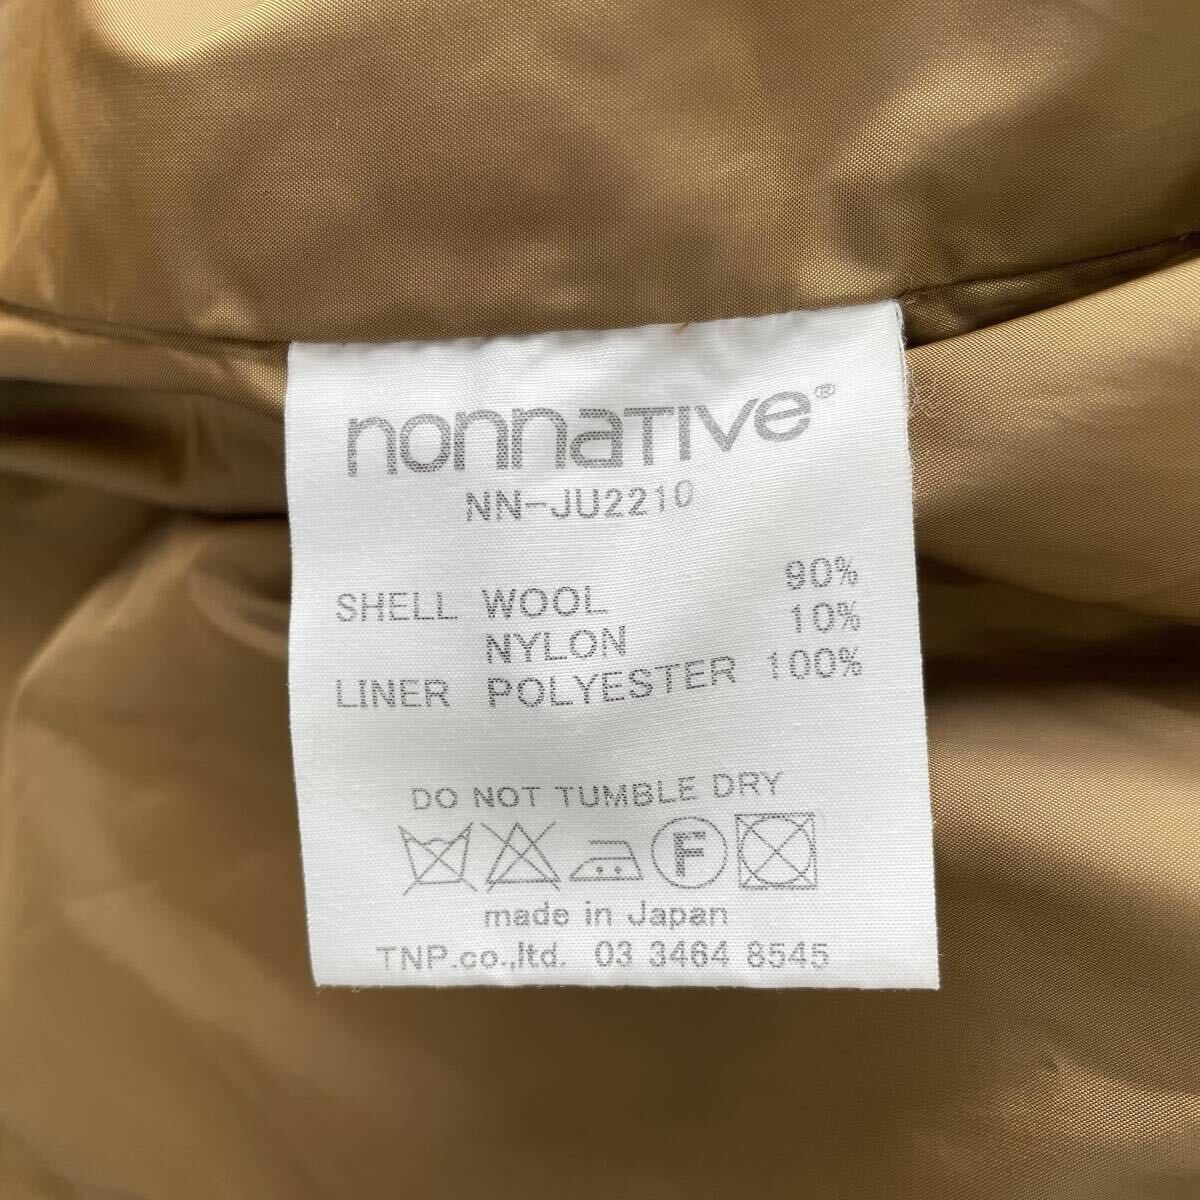 nonnative®
NN-JU2210
SHELL WOOL 90%
NYLON 10%
LINER POLYESTER 100%
DO NOT TUMBLE DRY
F
made in Japan
TNP.co.,ltd. 03 3464 8545